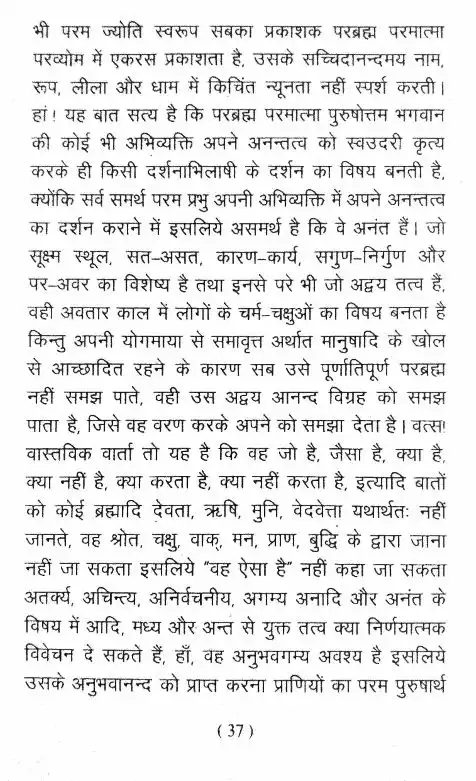 भी परम ज्योति स्वरूप सबका प्रकाशक परब्रह्म परमात्मा
परव्योम में एकरस प्रकाशता है, उसके सच्चिदानन्दमय नाम,
रूप, लीला और धाम में किचिंत न्यूनता नहीं स्पर्श करती।
हां! यह बात सत्य है कि परब्रह्म परमात्मा पुरुषोत्तम भगवान
की कोई भी अभिव्यक्ति अपने अनन्तत्व को स्वउदरी कृत्य
करके ही किसी दर्शनाभिलाषी के दर्शन का विषय बनती है,
क्योंकि सर्व समर्थ परम प्रभु अपनी अभिव्यक्ति में अपने अनन्तत्व
का दर्शन कराने में इसलिये असमर्थ है कि वे अनंत हैं। जो
सूक्ष्म स्थूल, सत-असत, कारण-कार्य, सगुण-निर्गुण और
पर-अवर का विशेष्य है तथा इनसे परे भी जो अद्वय तत्व हैं,
वही अवतार काल में लोगों के चर्म-चक्षुओं का विषय बनता है
किन्तु अपनी योगमाया से समावृत्त अर्थात मानुषादि के खोल
से आच्छादित रहने के कारण सब उसे पूर्णातिपूर्ण परब्रह्म
नहीं समझ पाते, वही उस अद्वय आनन्द विग्रह को समझ
पाता है, जिसे वह वरण करके अपने को समझा देता है। वत्स!
वास्तविक वार्ता तो यह है कि वह जो है, जैसा है, क्या है,
क्या नहीं है, क्या करता है, क्या नहीं करता है, इत्यादि बातों
को कोई ब्रह्मादि देवता, ऋषि, मुनि, वेदवेत्ता यथार्थतः नहीं
जानते, वह श्रोत, चक्षु, वाक्, मन, प्राण, बुद्धि के द्वारा जाना
नहीं जा सकता इसलिये "वह ऐसा है" नहीं कहा जा सकता
अतर्क्य, अचिन्त्य, अनिर्वचनीय, अगम्य अनादि और अनंत के
विषय में आदि, मध्य और अन्त से युक्त तत्व क्या निर्णयात्मक
विवेचन दे सकते हैं, हाँ, वह अनुभवगम्य अवश्य है इसलिये
उसके अनुभवानन्द को प्राप्त करना प्राणियों का परम पुरुषार्थ
(37)